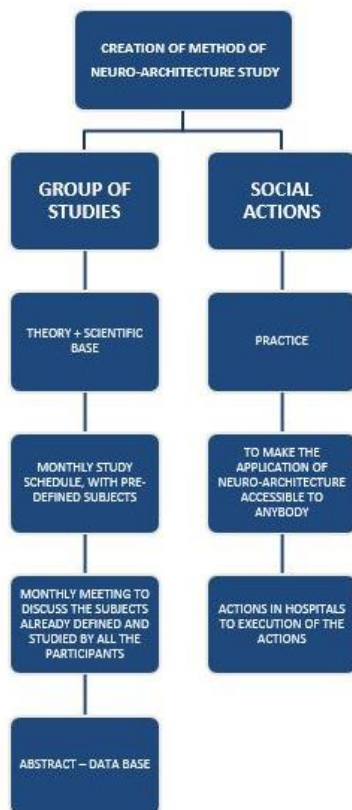 CREATION OF METHOD OF
NEURO-ARCHITECTURE STUDY
GROUP OF
STUDIES
THEORY + SCIENTIFIC
BASE
MONTHLY STUDY
SCHEDULE, WITH PRE-
DEFINED SUBJECTS
MONTHLY MEETING TO
DISCUSS THE SUBJECTS
ALREADY DEFINED AND
STUDIED BY ALL THE
PARTICIPANTS
ABSTRACT – DATA BASE
SOCIAL
ACTIONS
PRACTICE
TO MAKE THE
APPLICATION OF
NEURO-ARCHITECTURE
ACCESSIBLE TO
ANYBODY
ACTIONS IN HOSPITALS
TO EXECUTION OF THE
ACTIONS